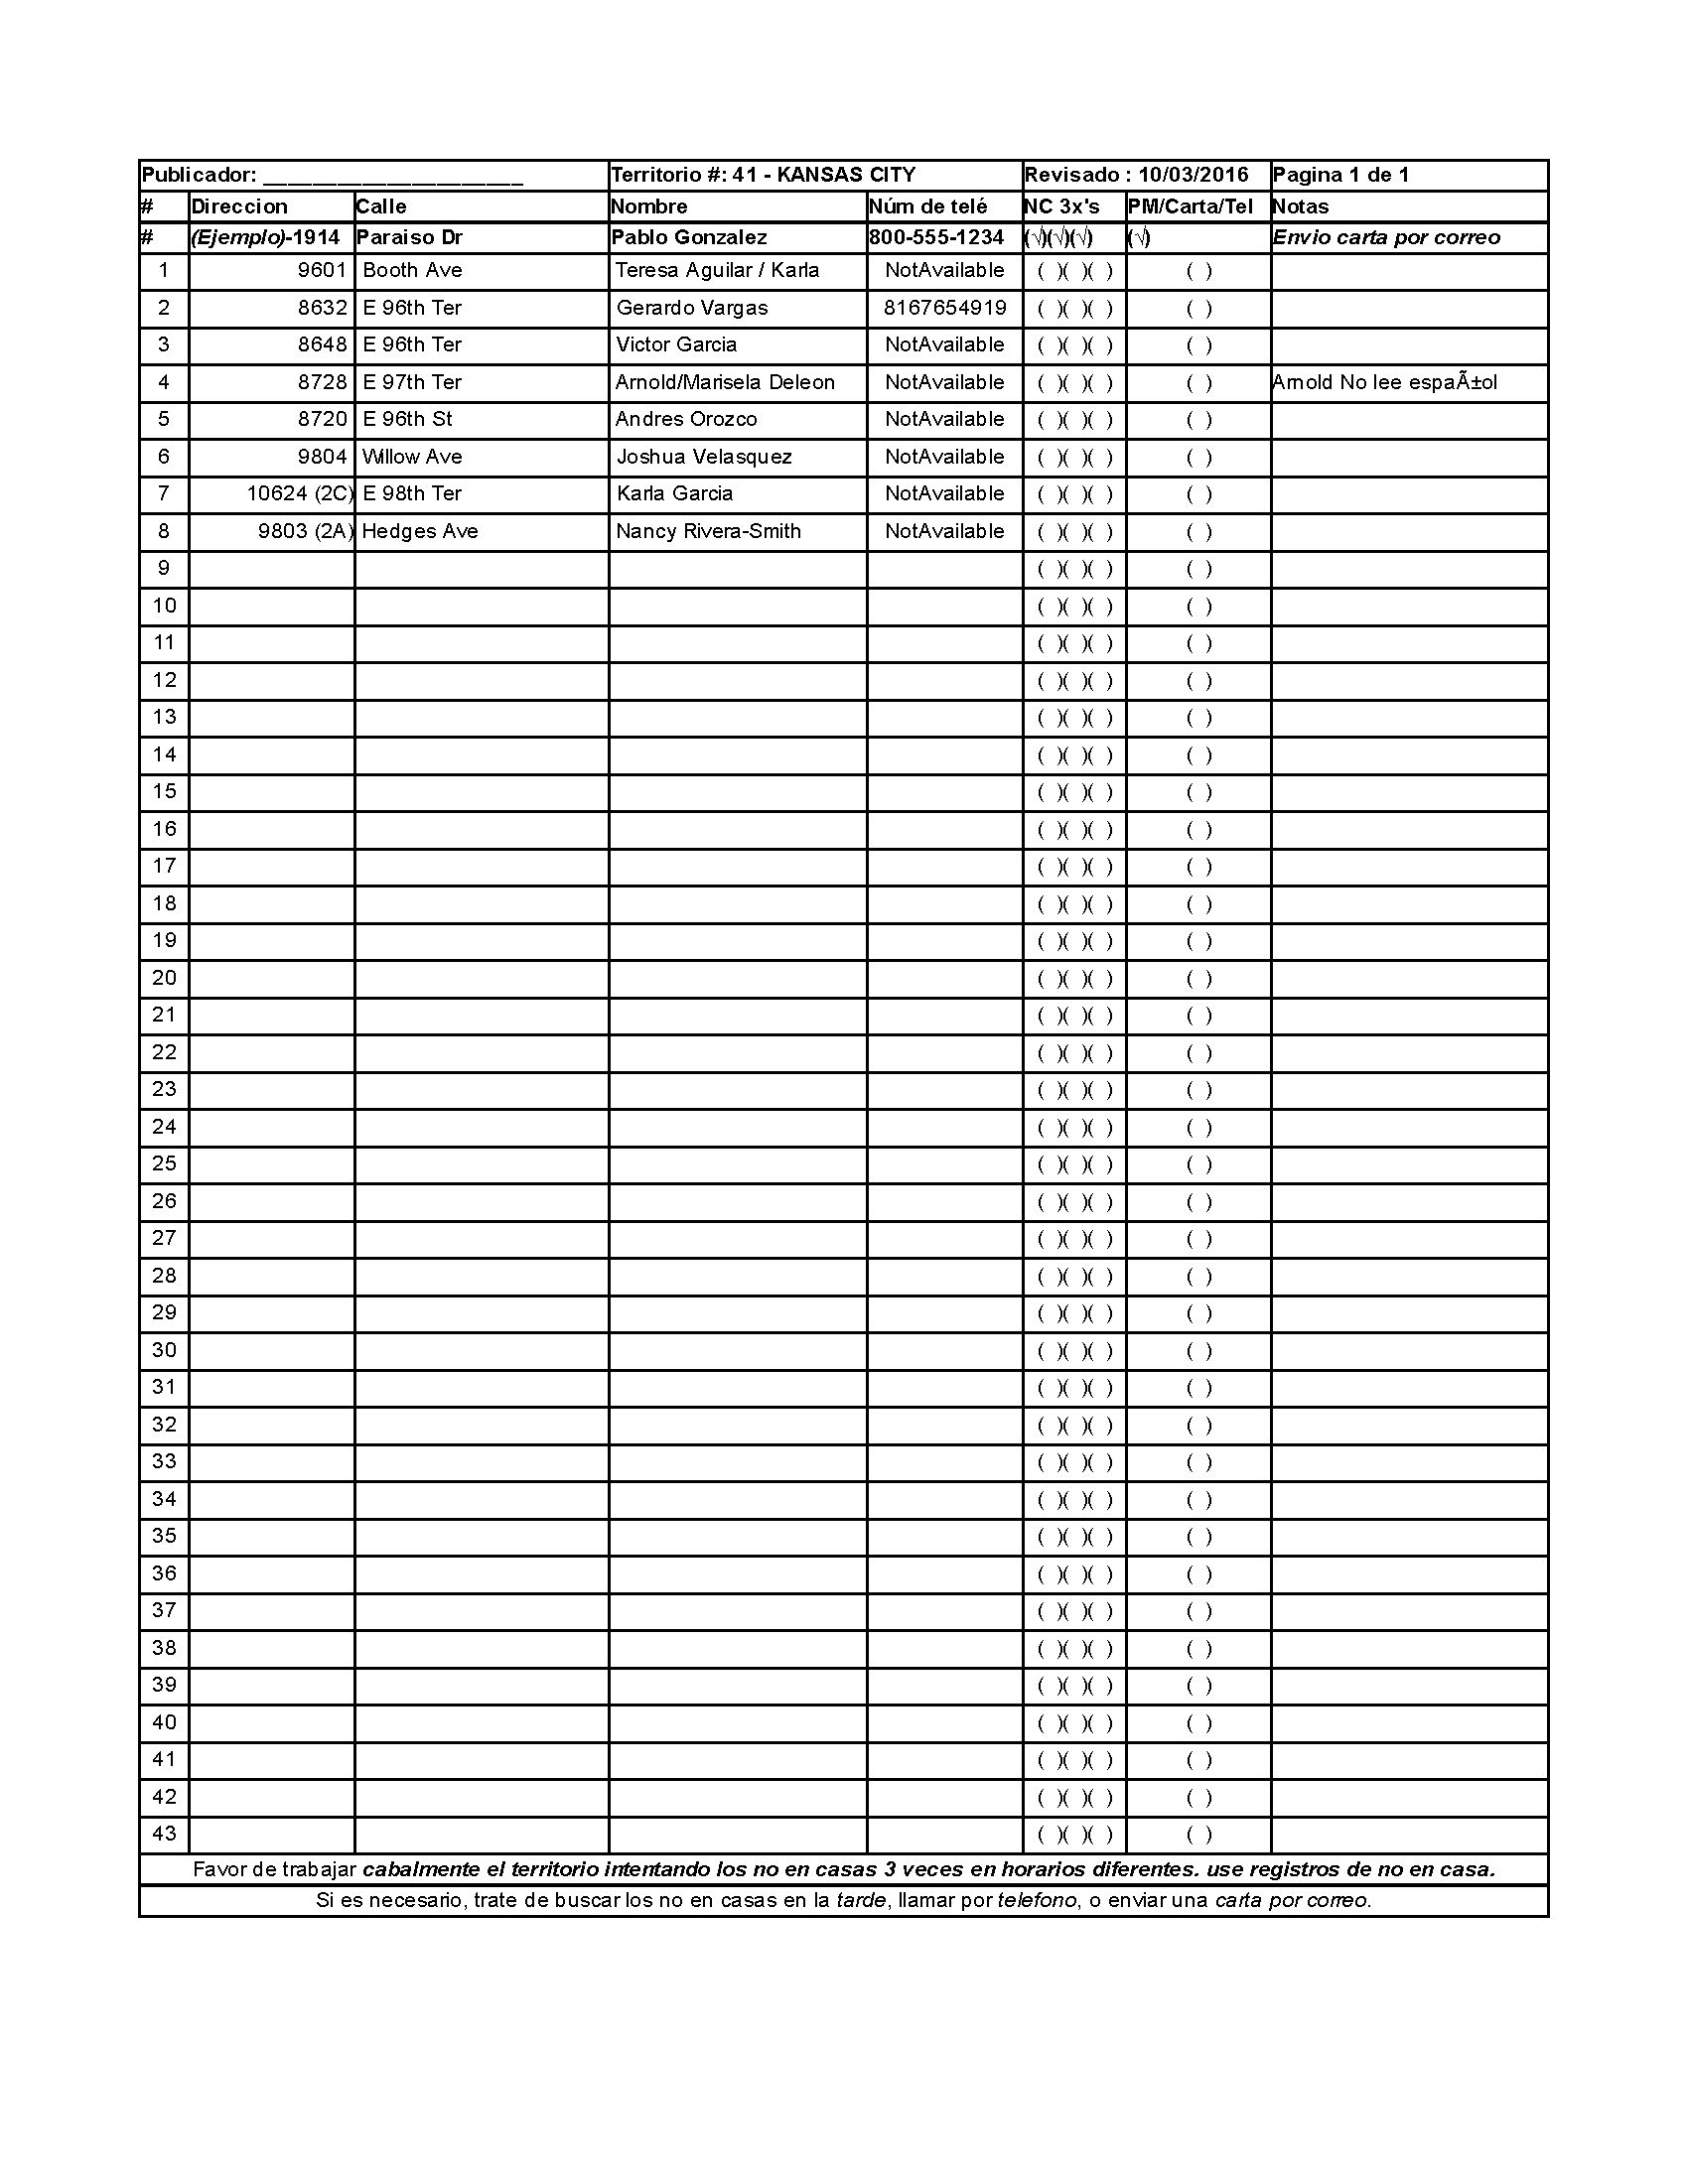 Publicador: _____________________ Territorio #: 41 - KANSAS CITY Revisado : 10/03/2016 Pagina 1 de 1
# Direccion Calle Nombre Núm de telé NC 3x's PM/Carta/Tel Notas
# (Ejemplo)-1914 Paraiso Dr Pablo Gonzalez 800-555-1234 (√)(√)(√) (√) Envio carta por correo
1 9601 Booth Ave Teresa Aguilar / Karla NotAvailable ( )( )( ) ( )
2 8632 E 96th Ter Gerardo Vargas 8167654919 ( )( )( ) ( )
3 8648 E 96th Ter Victor Garcia NotAvailable ( )( )( ) ( )
4 8728 E 97th Ter Arnold/Marisela Deleon NotAvailable ( )( )( ) ( ) Arnold No lee espaÃ±ol
5 8720 E 96th St Andres Orozco NotAvailable ( )( )( ) ( )
6 9804 Willow Ave Joshua Velasquez NotAvailable ( )( )( ) ( )
7 10624 (2C) E 98th Ter Karla Garcia NotAvailable ( )( )( ) ( )
8 9803 (2A) Hedges Ave Nancy Rivera-Smith NotAvailable ( )( )( ) ( )
9 ( )( )( ) ( )
10 ( )( )( ) ( )
11 ( )( )( ) ( )
12 ( )( )( ) ( )
13 ( )( )( ) ( )
14 ( )( )( ) ( )
15 ( )( )( ) ( )
16 ( )( )( ) ( )
17 ( )( )( ) ( )
18 ( )( )( ) ( )
19 ( )( )( ) ( )
20 ( )( )( ) ( )
21 ( )( )( ) ( )
22 ( )( )( ) ( )
23 ( )( )( ) ( )
24 ( )( )( ) ( )
25 ( )( )( ) ( )
26 ( )( )( ) ( )
27 ( )( )( ) ( )
28 ( )( )( ) ( )
29 ( )( )( ) ( )
30 ( )( )( ) ( )
31 ( )( )( ) ( )
32 ( )( )( ) ( )
33 ( )( )( ) ( )
34 ( )( )( ) ( )
35 ( )( )( ) ( )
36 ( )( )( ) ( )
37 ( )( )( ) ( )
38 ( )( )( ) ( )
39 ( )( )( ) ( )
40 ( )( )( ) ( )
41 ( )( )( ) ( )
42 ( )( )( ) ( )
43 ( )( )( ) ( )
Favor de trabajar cabalmente el territorio intentando los no en casas 3 veces en horarios diferentes. use registros de no en casa.
Si es necesario, trate de buscar los no en casas en la tarde, llamar por telefono, o enviar una carta por correo.